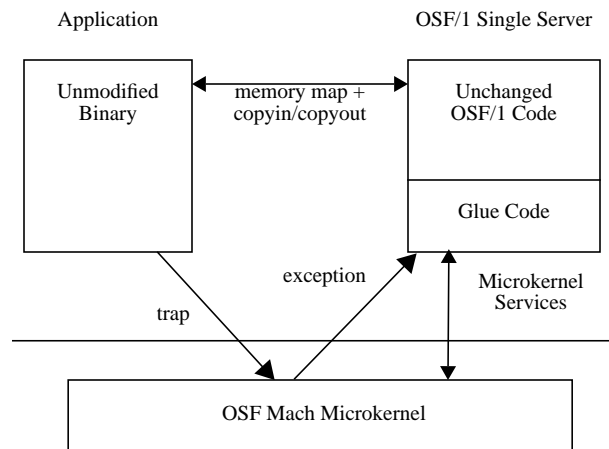 Application
OSF/1 Single Server
Unmodified
Binary
memory map +
copyin/copyout
Unchanged
OSF/1 Code
Glue Code
exception
Microkernel
Services
trap
OSF Mach Microkernel